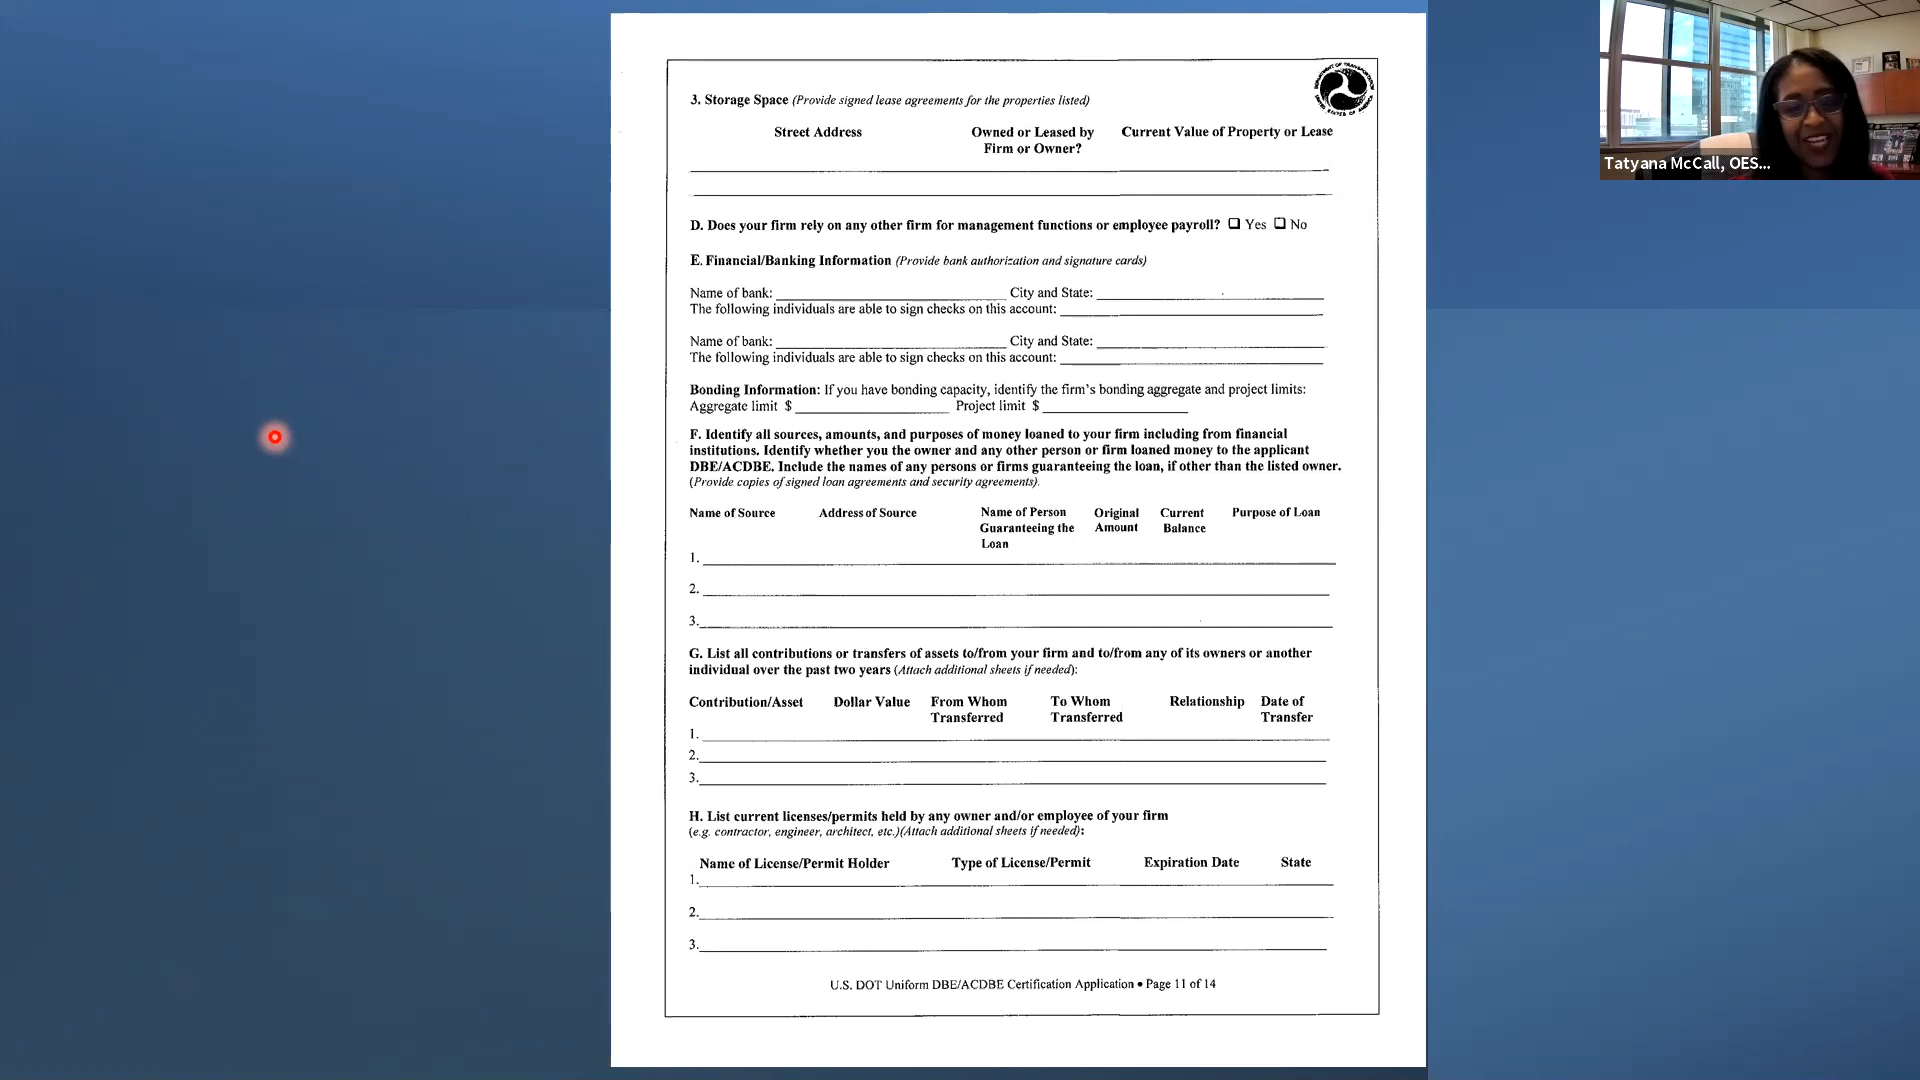 3. Storage Space (Provide signed lease agreements for the properties listed)
Street Address Owned or Leased by Current Value of Property or Lease
Firm or Owner?
D. Does your firm rely on any other firm for management functions or employee payroll? ❑ Yes ❑ No
E. Financial/Banking Information (Provide bank authorization and signature cards)
Name of bank: ____________ City and State: ____________
The following individuals are able to sign checks on this account: ____________
Name of bank: ____________ City and State: ____________
The following individuals are able to sign checks on this account: ____________
Bonding Information: If you have bonding capacity, identify the firm's bonding aggregate and project limits:
Aggregate limit $ ____________ Project limit $ ____________
F. Identify all sources, amounts, and purposes of money loaned to your firm including from financial
institutions. Identify whether you the owner and any other person or firm loaned money to the applicant
DBE/ACDBE. Include the names of any persons or firms guaranteeing the loan, if other than the listed owner.
(Provide copies of signed loan agreements and security agreements).
Name of Source Address of Source Name of Person Original Current Purpose of Loan
Guaranteeing the Amount Balance
Loan
1.
2.
3.
G. List all contributions or transfers of assets to/from your firm and to/from any of its owners or another
individual over the past two years (Attach additional sheets if needed):
Contribution/Asset Dollar Value From Whom To Whom Relationship Date of
Transferred Transferred Transfer
1.
2.
3.
H. List current licenses/permits held by any owner and/or employee of your firm
(e.g. contractor, engineer, architect, etc.)(Attach additional sheets if needed):
Name of License/Permit Holder Type of License/Permit Expiration Date State
1.
2.
3.
U.S. DOT Uniform DBE/ACDBE Certification Application • Page 11 of 14
Tatyana McCall, OES...